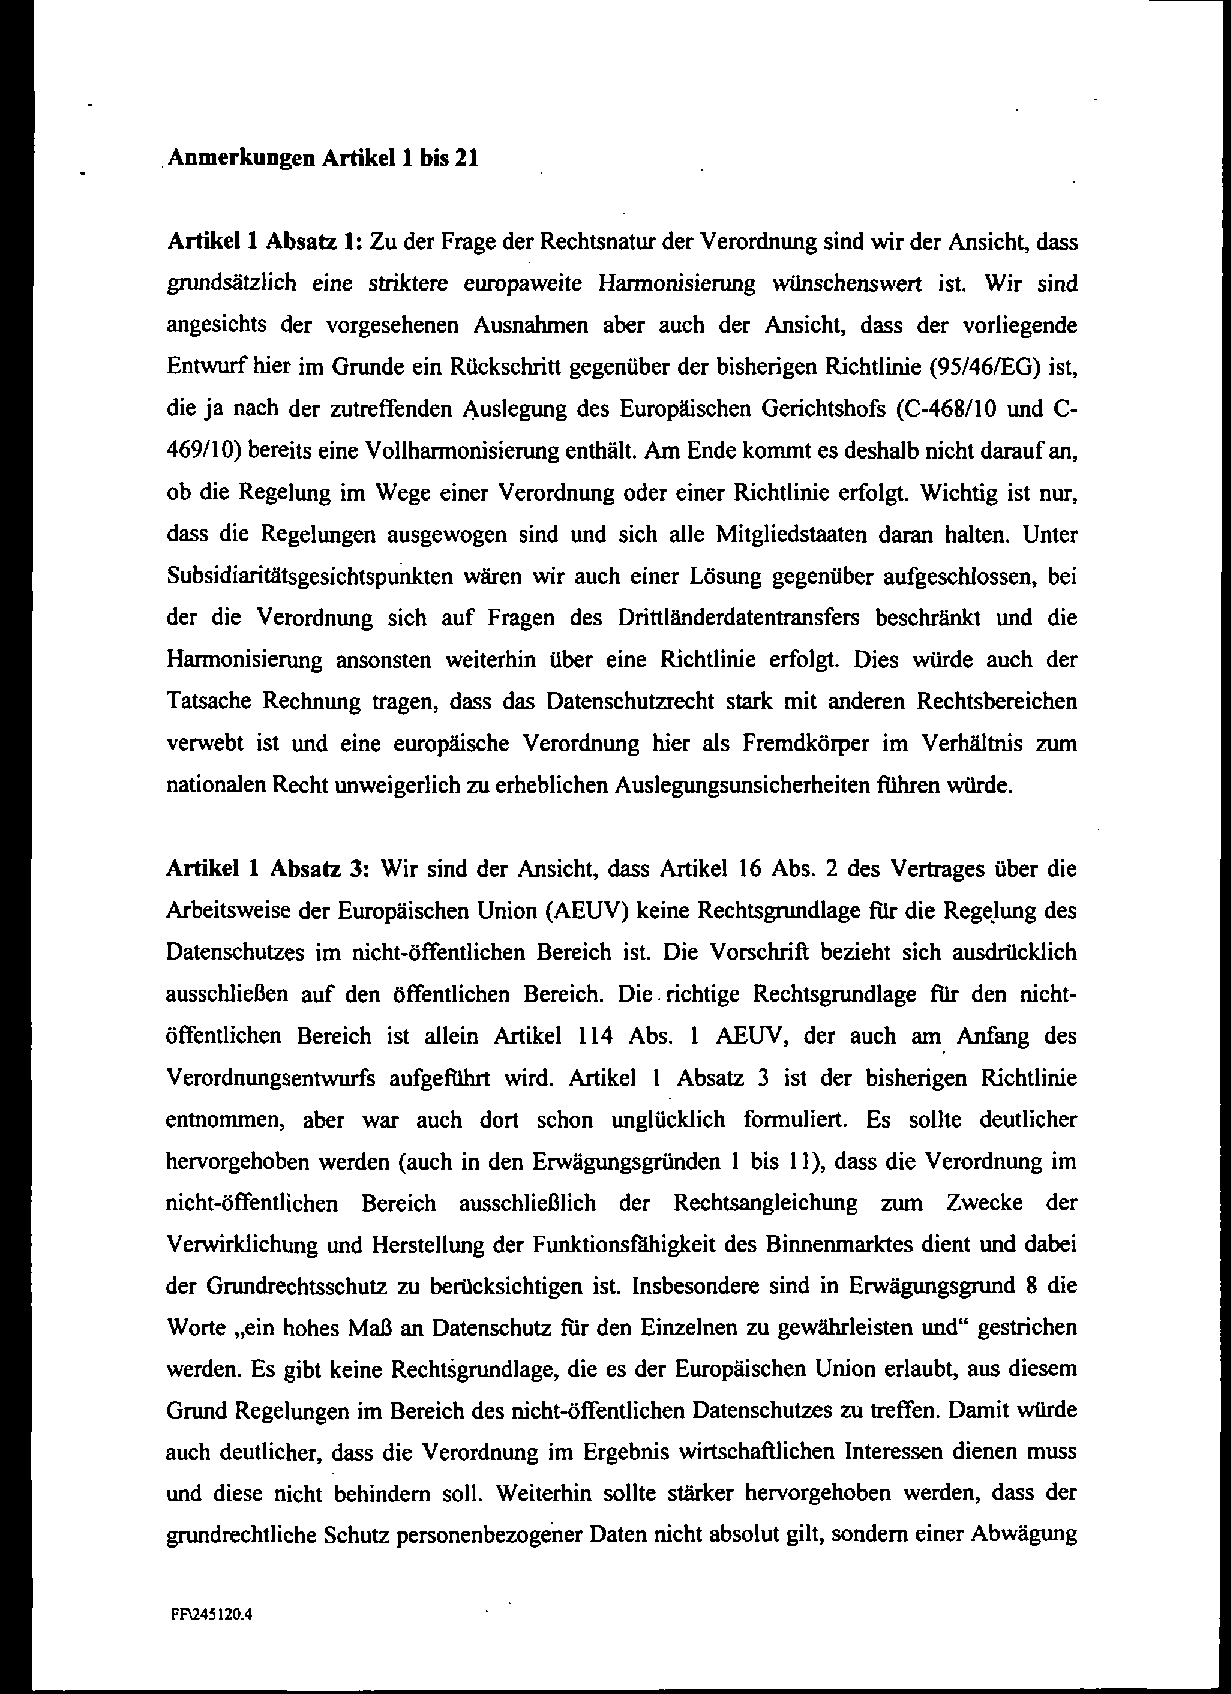 Anmerkungen Artikel 1 bis 21
Artikel 1 Absatz 1: Zu der Frage der Rechtsnatur der Verordnung sind wir der Ansicht, dass
grundsätzlich eine striktere europaweite Harmonisierung wünschenswert ist. Wir sind
angesichts der vorgesehenen Ausnahmen aber auch der Ansicht, dass der vorliegende
Entwurf hier im Grunde ein Rückschritt gegenüber der bisherigen Richtlinie (95/46/EG) ist,
die ja nach der zutreffenden Auslegung des Europäischen Gerichtshofs (C-468/10 und C-
469/10) bereits eine Vollharmonisierung enthält. Am Ende kommt es deshalb nicht darauf an,
ob die Regelung im Wege einer Verordnung oder einer Richtlinie erfolgt. Wichtig ist nur,
dass die Regelungen ausgewogen sind und sich alle Mitgliedstaaten daran halten. Unter
Subsidiaritätsgesichtspunkten wären wir auch einer Lösung gegenüber aufgeschlossen, bei
der die Verordnung sich auf Fragen des Drittländerdatentransfers beschränkt und die
Harmonisierung ansonsten weiterhin über eine Richtlinie erfolgt. Dies würde auch der
Tatsache Rechnung tragen, dass das Datenschutzrecht stark mit anderen Rechtsbereichen
verwebt ist und eine europäische Verordnung hier als Fremdkörper im Verhältnis zum
nationalen Recht unweigerlich zu erheblichen Auslegungsunsicherheiten führen würde.
Artikel 1 Absatz 3: Wir sind der Ansicht, dass Artikel 16 Abs. 2 des Vertrages über die
Arbeitsweise der Europäischen Union (AEUV) keine Rechtsgrundlage für die Regelung des
Datenschutzes im nicht-öffentlichen Bereich ist. Die Vorschrift bezieht sich ausdrücklich
ausschließen auf den öffentlichen Bereich. Die richtige Rechtsgrundlage für den nicht-
öffentlichen Bereich ist allein Artikel 114 Abs. 1 AEUV, der auch am Anfang des
Verordnungsentwurfs aufgeführt wird. Artikel 1 Absatz 3 ist der bisherigen Richtlinie
entnommen, aber war auch dort schon unglücklich formuliert. Es sollte deutlicher
hervorgehoben werden (auch in den Erwägungsgründen 1 bis 11), dass die Verordnung im
nicht-öffentlichen Bereich ausschließlich der Rechtsangleichung zum Zwecke der
Verwirklichung und Herstellung der Funktionsfähigkeit des Binnenmarktes dient und dabei
der Grundrechtsschutz zu berücksichtigen ist. Insbesondere sind in Erwägungsgrund 8 die
Worte „ein hohes Maß an Datenschutz für den Einzelnen zu gewährleisten und“ gestrichen
werden. Es gibt keine Rechtsgrundlage, die es der Europäischen Union erlaubt, aus diesem
Grund Regelungen im Bereich des nicht-öffentlichen Datenschutzes zu treffen. Damit würde
auch deutlicher, dass die Verordnung im Ergebnis wirtschaftlichen Interessen dienen muss
und diese nicht behindern soll. Weiterhin sollte stärker hervorgehoben werden, dass der
grundrechtliche Schutz personenbezogener Daten nicht absolut gilt, sondern einer Abwägung
FF\245120.4